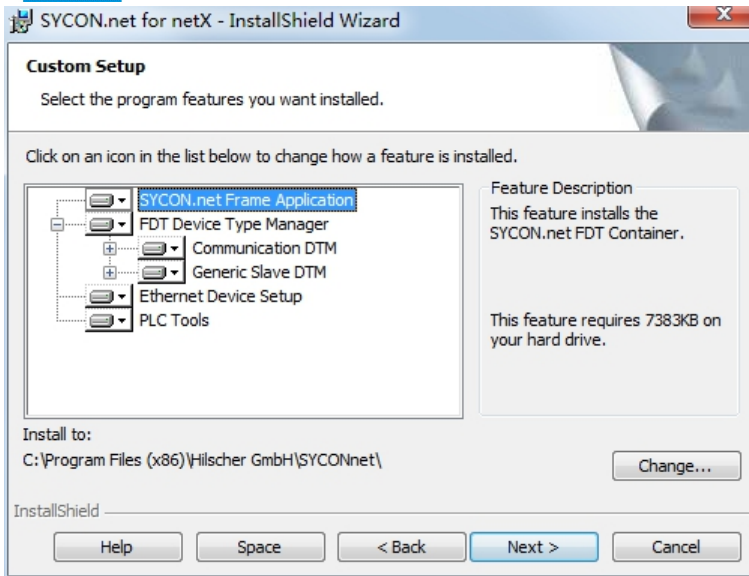 SYCON.net for netX - InstallShield Wizard
Custom Setup
Select the program features you want installed.
Click on an icon in the list below to change how a feature is installed.
SYCON.net Frame Application
FDT Device Type Manager
Communication DTM
Generic Slave DTM
Ethernet Device Setup
PLC Tools
Feature Description
This feature installs the
SYCON.net FDT Container.
This feature requires 7383KB on
your hard drive.
Install to:
C:\Program Files (x86)\Hilscher GmbH\SYCONnet\
Change...
InstallShield
Help
Space
< Back
Next >
Cancel